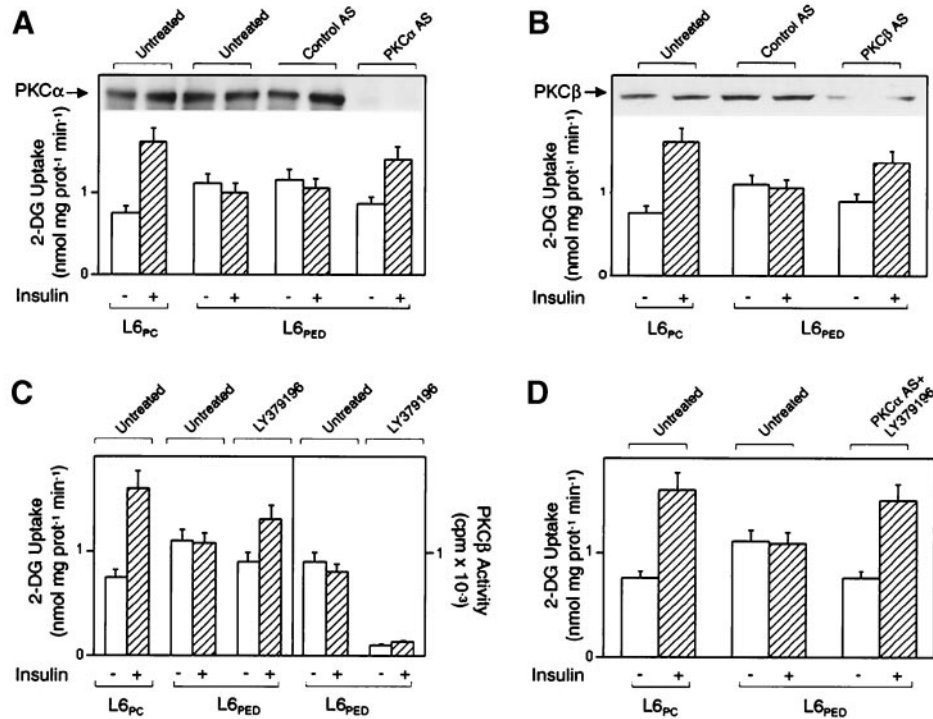 A
Untreated
Untreated
Control AS
PKCα AS
PKCα
2-DG Uptake
(nmol mg prot⁻¹ min⁻¹)
1
0
Insulin - + - + - + - +
L6PC L6PED
B
Untreated
Control AS
PKCβ AS
PKCβ
2-DG Uptake
(nmol mg prot⁻¹ min⁻¹)
1
0
Insulin - + - + - +
L6PC L6PED
C
Untreated
Untreated
LY379196
Untreated
LY379196
2-DG Uptake
(nmol mg prot⁻¹ min⁻¹)
1
0
1
PKCβ Activity
(cpm x 10⁻³)
Insulin - + - + - + - + - +
L6PC L6PED L6PED
D
Untreated
Untreated
PKCα AS+
LY379196
2-DG Uptake
(nmol mg prot⁻¹ min⁻¹)
1
0
Insulin - + - + - +
L6PC L6PED